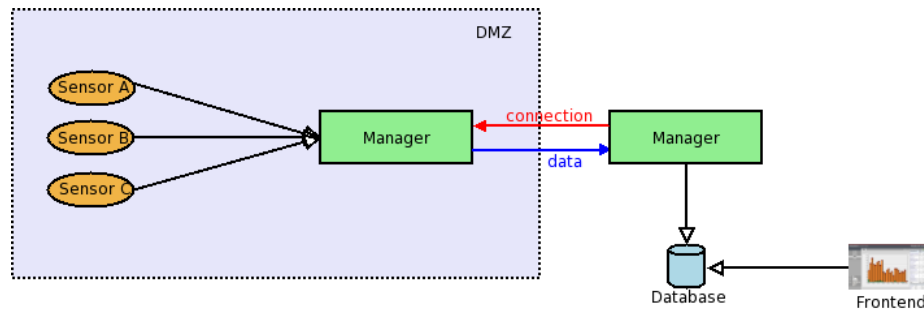 DMZ
Sensor A
connection
Sensor B
Manager
Manager
data
Sensor C
Database
Frontend